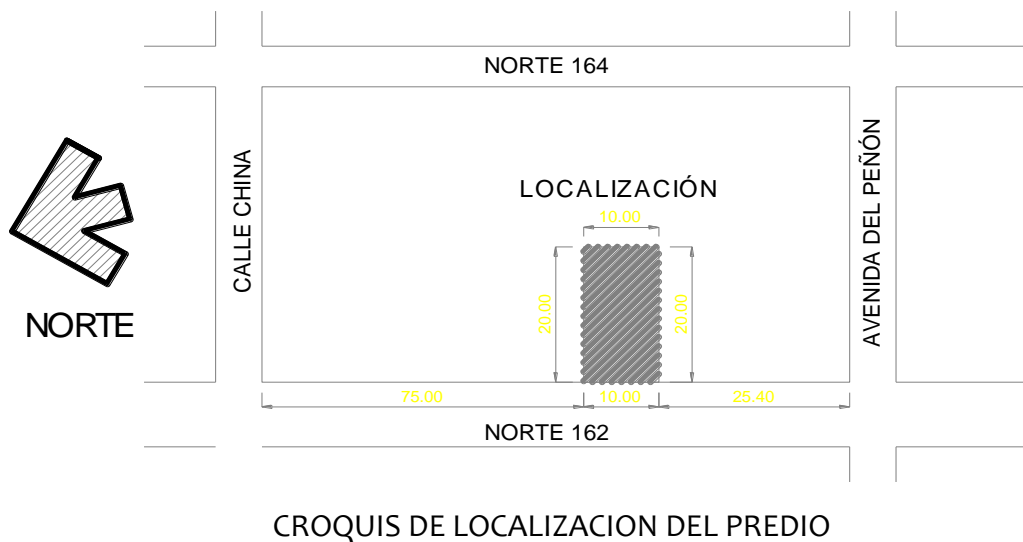 NORTE 164
CALLE CHINA
AVENIDA DEL PEÑÓN
LOCALIZACIÓN
10.00
20.00
20.00
NORTE
75.00
10.00
25.40
NORTE 162
CROQUIS DE LOCALIZACION DEL PREDIO